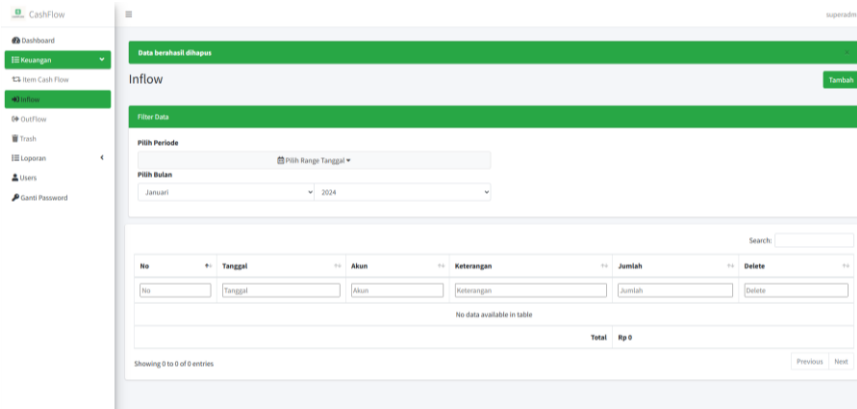 CashFlow
superadm
Dashboard
Keuangan
Item Cash Flow
Inflow
OutFlow
Trash
Loporan
Users
Ganti Password
Data berahasil dihapus
Inflow
Tambah
Filter Data
Pilih Periode
Pilih Range Tanggal
Pilih Bulan
Januari 2024
Search:
No Tanggal Akun Keterangan Jumlah Delete
No Tanggal Akun Keterangan Jumlah Delete
No data available in table
Total Rp 0
Showing 0 to 0 of 0 entries
Previous Next